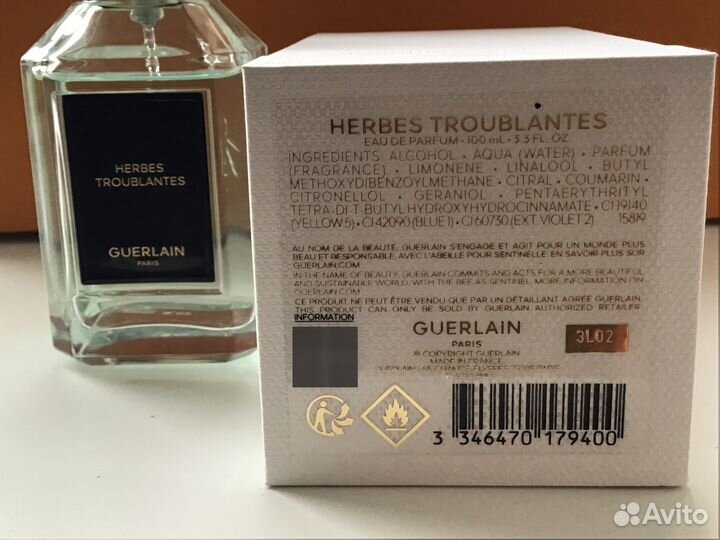 HERBES
TROUBLANTES
GUERLAIN
PARIS
HERBES TROUBLANTES
EAU DE PARFUM - 100 mL - 3.3 FL. OZ
INGREDIENTS: ALCOHOL • AQUA (WATER) • PARFUM
(FRAGRANCE) • LIMONENE • LINALOOL • BUTYL
METHOXYDIBENZOYLMETHANE • CITRAL • COUMARIN •
CITRONELLOL • GERANIOL • PENTAERYTHRITYL
TETRA-DI-T-BUTYLHYDROXYHYDROCINNAMATE • CI 19140
(YELLOW 5) • CI 42090 (BLUE 1) • CI 60730 (EXT. VIOLET 2) 15819
AU NOM DE LA BEAUTÉ, GUERLAIN S'ENGAGE ET AGIT POUR UN MONDE PLUS
BEAU ET RESPONSABLE, AVEC L'ABEILLE POUR SENTINELLE EN SAVOIR PLUS SUR
GUERLAIN.COM
IN THE NAME OF BEAUTY, GUERLAIN COMMITS AND ACTS FOR A MORE BEAUTIFUL
AND SUSTAINABLE WORLD, WITH THE BEE AS SENTINEL. MORE INFORMATION ON
GUERLAIN.COM
CE PRODUIT NE PEUT ÊTRE VENDU QUE PAR UN DÉTAILLANT AGRÉÉ GUERLAIN
THIS PRODUCT CAN ONLY BE SOLD BY GUERLAIN AUTHORIZED RETAILER
INFORMATION
GUERLAIN
PARIS
© COPYRIGHT GUERLAIN
MADE IN FRANCE
3L02
3 346470 179400
Avito